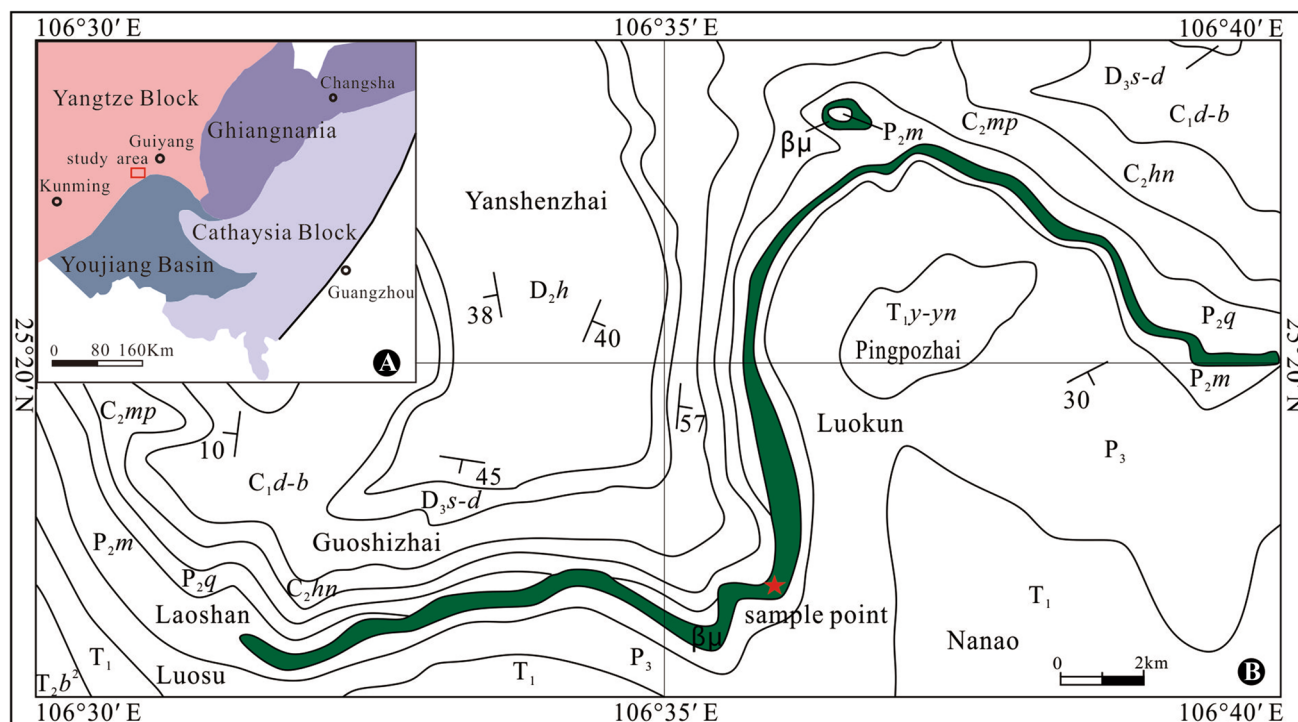 106°30′ E
106°35′ E
106°40′ E
Yangtze Block
Changsha
Ghiangnania
Guiyang
study area
Kunming
Cathaysia Block
Youjiang Basin
Guangzhou
0 80 160Km
A
D₃s-d
C₁d-b
C₂mp
P₂m
βμ
C₂hn
Yanshenzhai
D₂h
38
40
T₁y-yn
Pingpozhai
P₂q
25°20′ N
25°20′ N
P₂m
30
C₂mp
57
Luokun
10
45
P₃
C₁d-b
D₃s-d
Guoshizhai
P₂m
P₂q
C₂hn
Laoshan
sample point
T₁
βμ
Nanao
P₃
T₁
Luosu
T₁
T₂b²
0 2km
B
106°30′ E
106°35′ E
106°40′ E